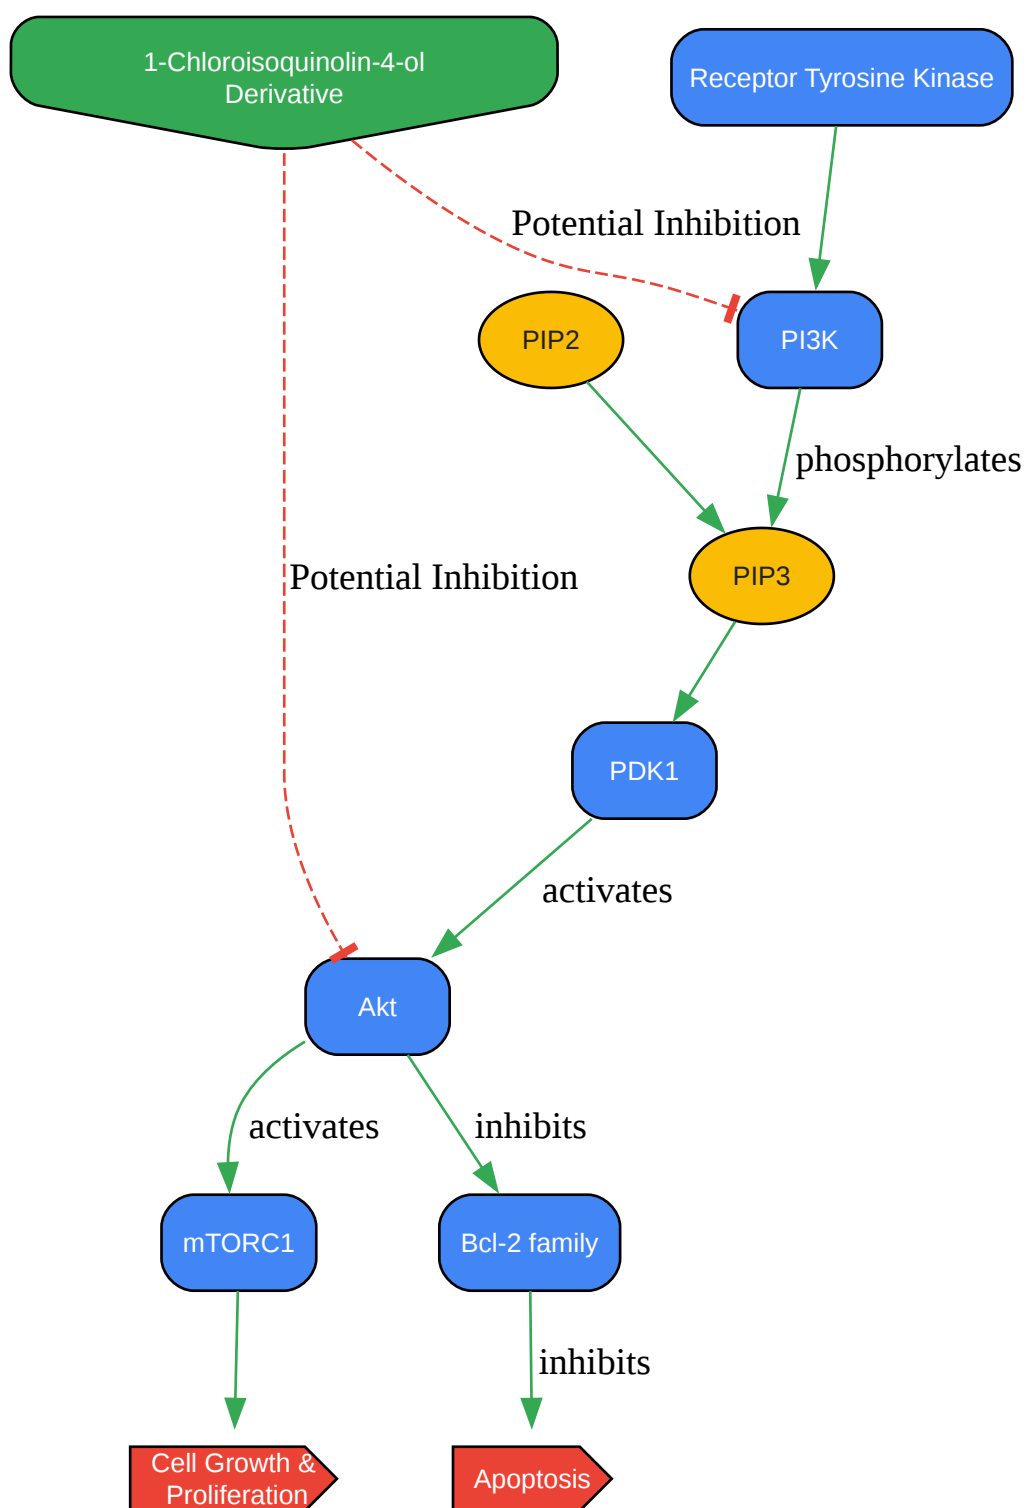 1-Chloroisoquinolin-4-ol
Derivative
Receptor Tyrosine Kinase
Potential Inhibition
PIP2
PI3K
phosphorylates
Potential Inhibition
PIP3
PDK1
activates
Akt
activates
inhibits
mTORC1
Bcl-2 family
inhibits
Cell Growth &
Proliferation
Apoptosis